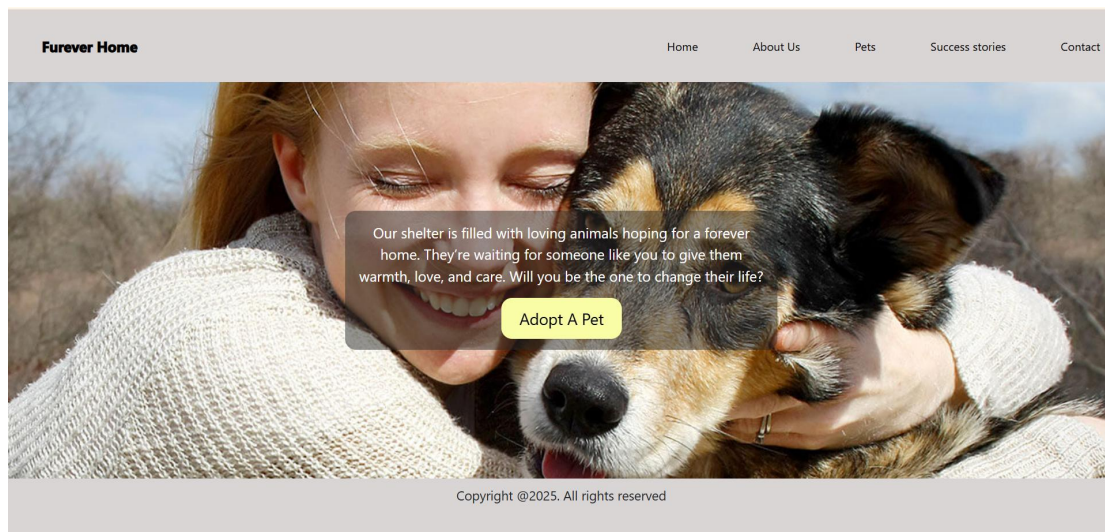 Furever Home
Home About Us Pets Success stories Contact
Our shelter is filled with loving animals hoping for a forever
home. They're waiting for someone like you to give them
warmth, love, and care. Will you be the one to change their life?
Adopt A Pet
Copyright @2025. All rights reserved